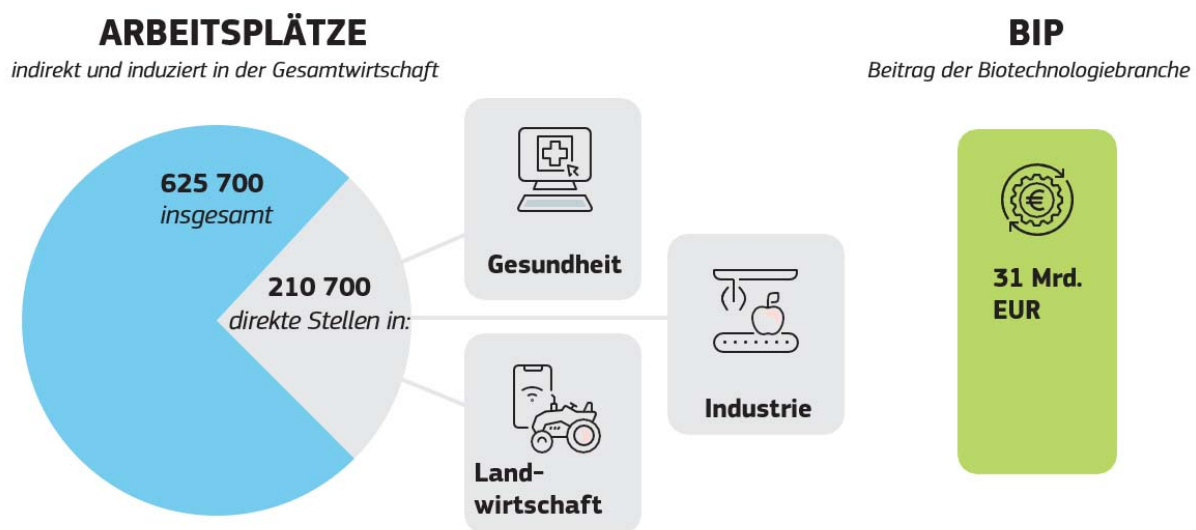 ARBEITSPLÄTZE
indirekt und induziert in der Gesamtwirtschaft
625 700
insgesamt
210 700
direkte Stellen in:
Gesundheit
Industrie
Land-
wirtschaft
BIP
Beitrag der Biotechnologiebranche
€
31 Mrd.
EUR